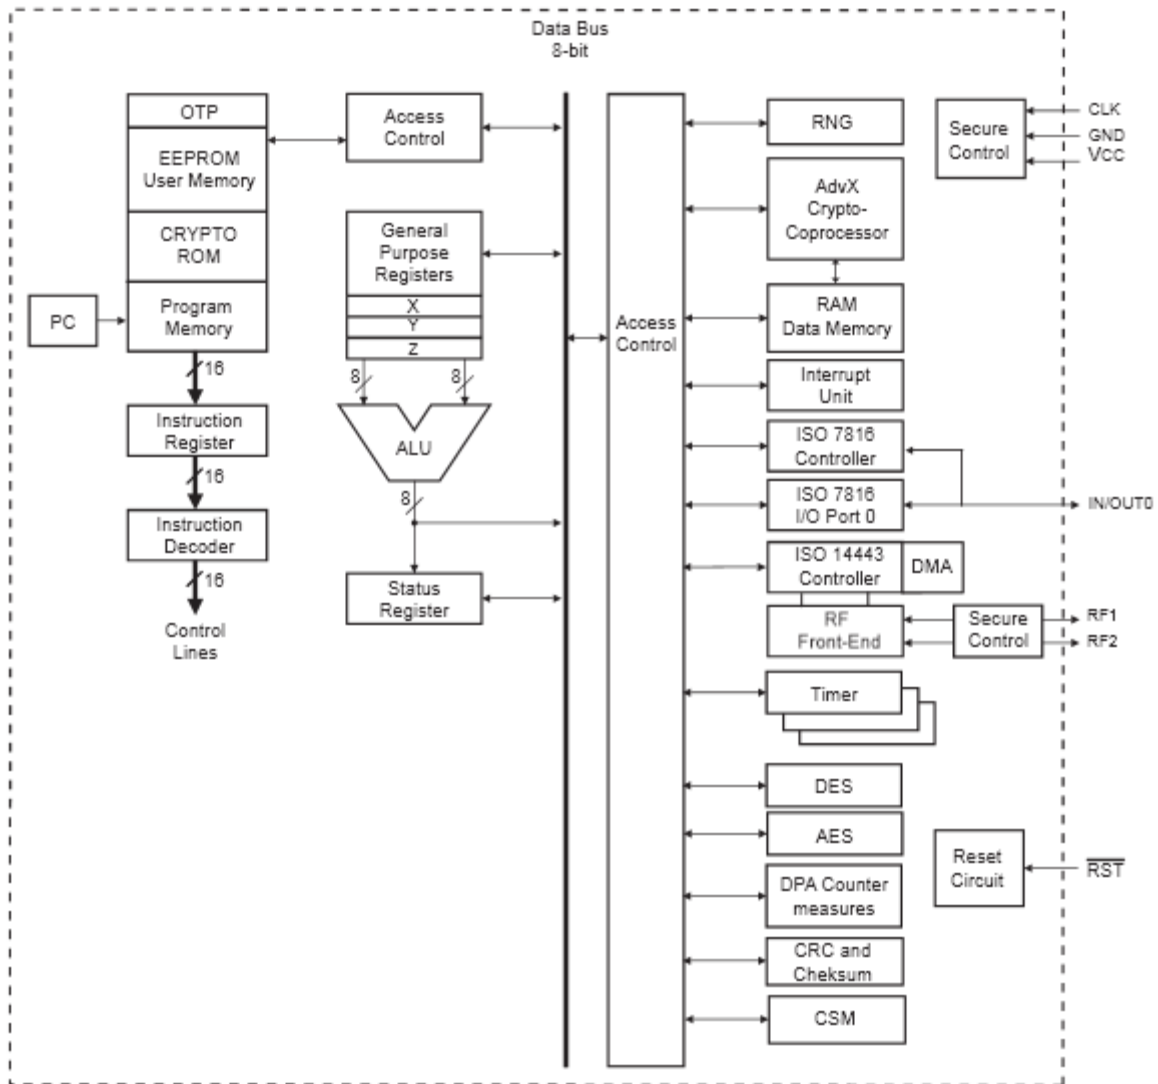 Data Bus
8-bit
OTP
EEPROM
User Memory
CRYPTO
ROM
Program
Memory
PC
16
Instruction
Register
16
Instruction
Decoder
16
Control
Lines
Access
Control
General
Purpose
Registers
X
Y
Z
8
8
ALU
8
Status
Register
Access
Control
RNG
AdvX
Crypto-
Coprocessor
RAM
Data Memory
Interrupt
Unit
ISO 7816
Controller
ISO 7816
I/O Port 0
ISO 14443
Controller
DMA
RF
Front-End
Secure
Control
Timer
DES
AES
DPA Counter
measures
CRC and
Cheksum
CSM
Secure
Control
CLK
GND
VCC
IN/OUT0
RF1
RF2
Reset
Circuit
RST